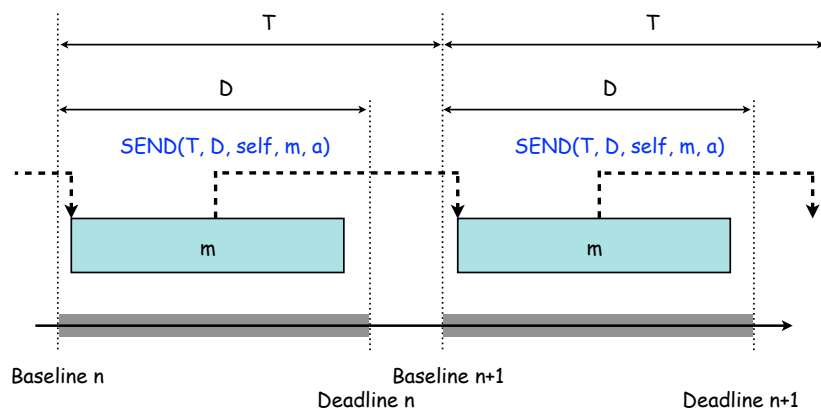 T
T
D
D
SEND(T, D, self, m, a)
SEND(T, D, self, m, a)
m
m
Baseline n
Baseline n+1
Deadline n
Deadline n+1